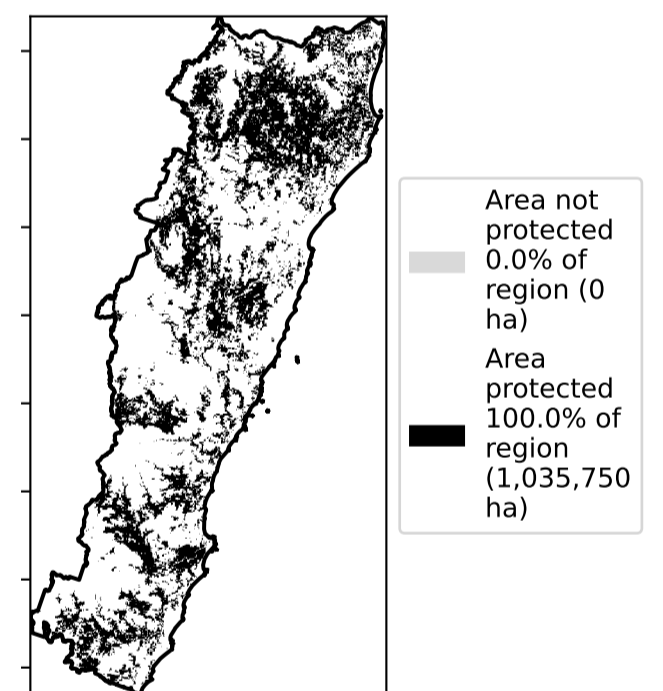 Area not
protected
0.0% of
region (0
ha)
Area
protected
100.0% of
region
(1,035,750
ha)